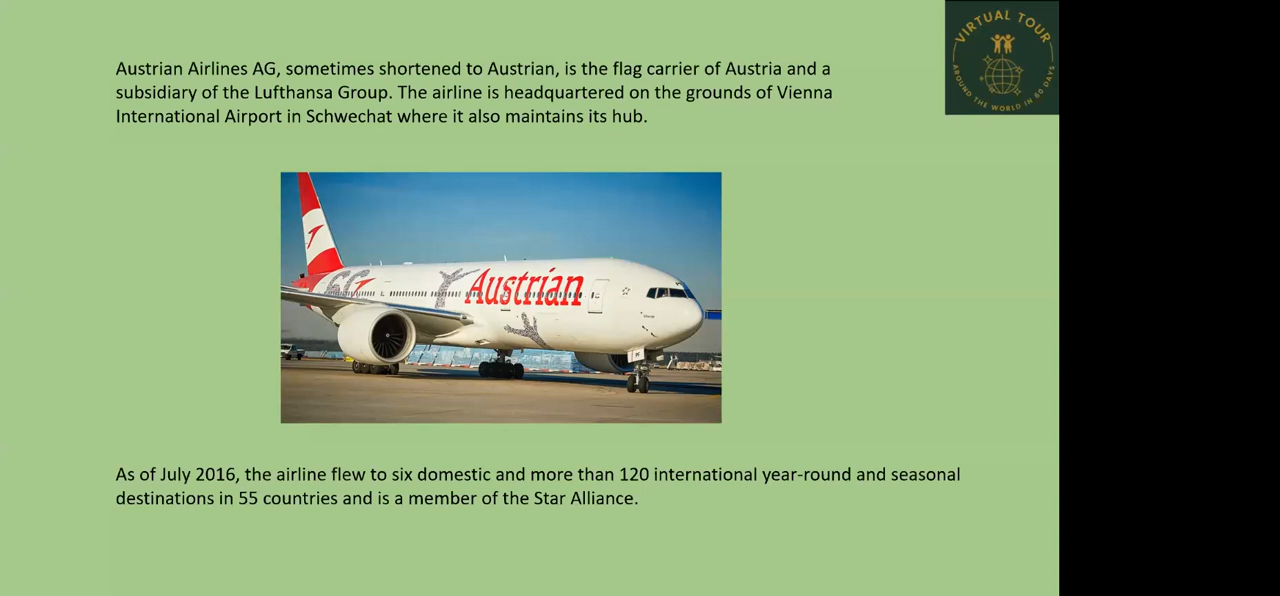 VIRTUAL TOUR
AROUND THE WORLD IN 60 DAYS
Austrian Airlines AG, sometimes shortened to Austrian, is the flag carrier of Austria and a
subsidiary of the Lufthansa Group. The airline is headquartered on the grounds of Vienna
International Airport in Schwechat where it also maintains its hub.
Austrian
As of July 2016, the airline flew to six domestic and more than 120 international year-round and seasonal
destinations in 55 countries and is a member of the Star Alliance.